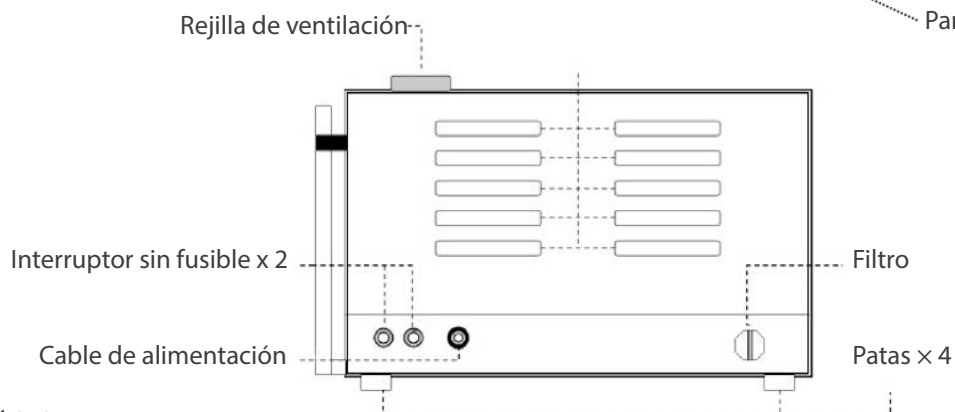 Rejilla de ventilación
Interruptor sin fusible x 2
Filtro
Cable de alimentación
Patas × 4